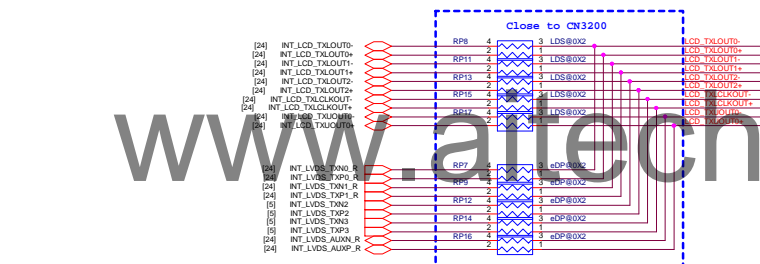 Close to CN3200
[24] INT_LCD_TXLOUT0- RP8 4 3 LDS@0X2 LCD_TXLOUT0-
[24] INT_LCD_TXLOUT0+ 2 1 LCD_TXLOUT0+
[24] INT_LCD_TXLOUT1- RP11 4 3 LDS@0X2 LCD_TXLOUT1-
[24] INT_LCD_TXLOUT1+ 2 1 LCD_TXLOUT1+
[24] INT_LCD_TXLOUT2- RP13 4 3 LDS@0X2 LCD_TXLOUT2-
[24] INT_LCD_TXLOUT2+ 2 1 LCD_TXLOUT2+
[24] INT_LCD_TXLCLKOUT- RP15 4 3 LDS@0X2 LCD_TXLCLKOUT-
[24] INT_LCD_TXLCLKOUT+ 2 1 LCD_TXLCLKOUT+
[24] INT_LCD_TXUOUT0- RP17 4 3 LDS@0X2 LCD_TXUOUT0-
[24] INT_LCD_TXUOUT0+ 2 1 LCD_TXUOUT0+
www.aitecn
[24] INT_LVDS_TXN0_R RP7 4 3 eDP@0X2
[24] INT_LVDS_TXP0_R 2 1
[24] INT_LVDS_TXN1_R RP9 4 3 eDP@0X2
[24] INT_LVDS_TXP1_R 2 1
[5] INT_LVDS_TXN2 RP12 4 3 eDP@0X2
[5] INT_LVDS_TXP2 2 1
[5] INT_LVDS_TXN3 RP14 4 3 eDP@0X2
[5] INT_LVDS_TXP3 2 1
[24] INT_LVDS_AUXN_R RP16 4 3 eDP@0X2
[24] INT_LVDS_AUXP_R 2 1